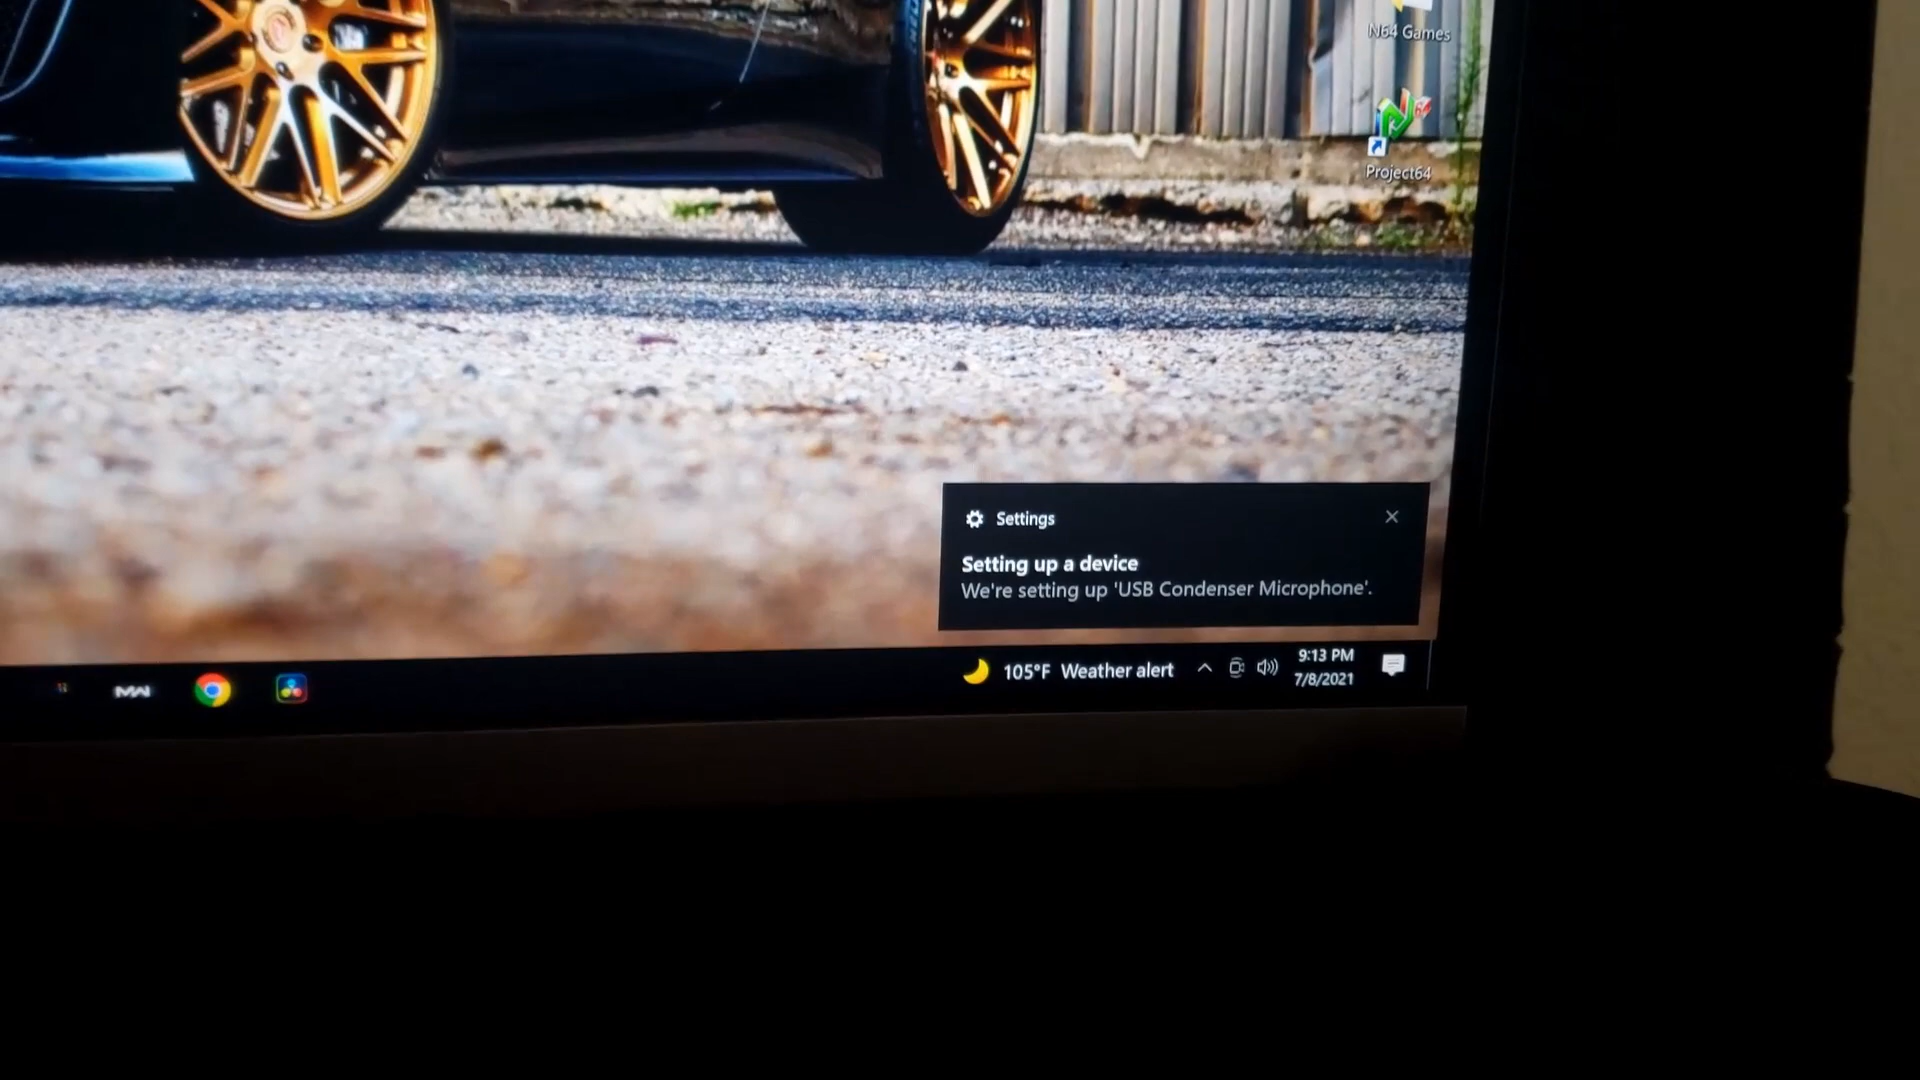 N64 Games
Project64
Settings
Setting up a device
We're setting up 'USB Condenser Microphone'.
MW
105°F Weather alert
9:13 PM
7/8/2021